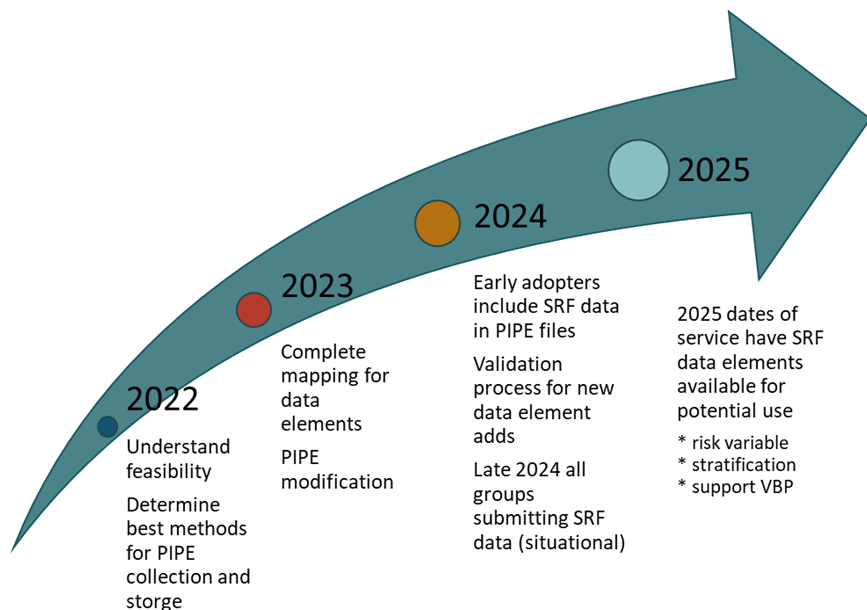 2022
Understand
feasibility
Determine
best methods
for PIPE
collection and
storge
2023
Complete
mapping for
data
elements
PIPE
modification
2024
Early adopters
include SRF data
in PIPE files
Validation
process for new
data element
adds
Late 2024 all
groups
submitting SRF
data (situational)
2025
2025 dates of
service have SRF
data elements
available for
potential use
* risk variable
* stratification
* support VBP